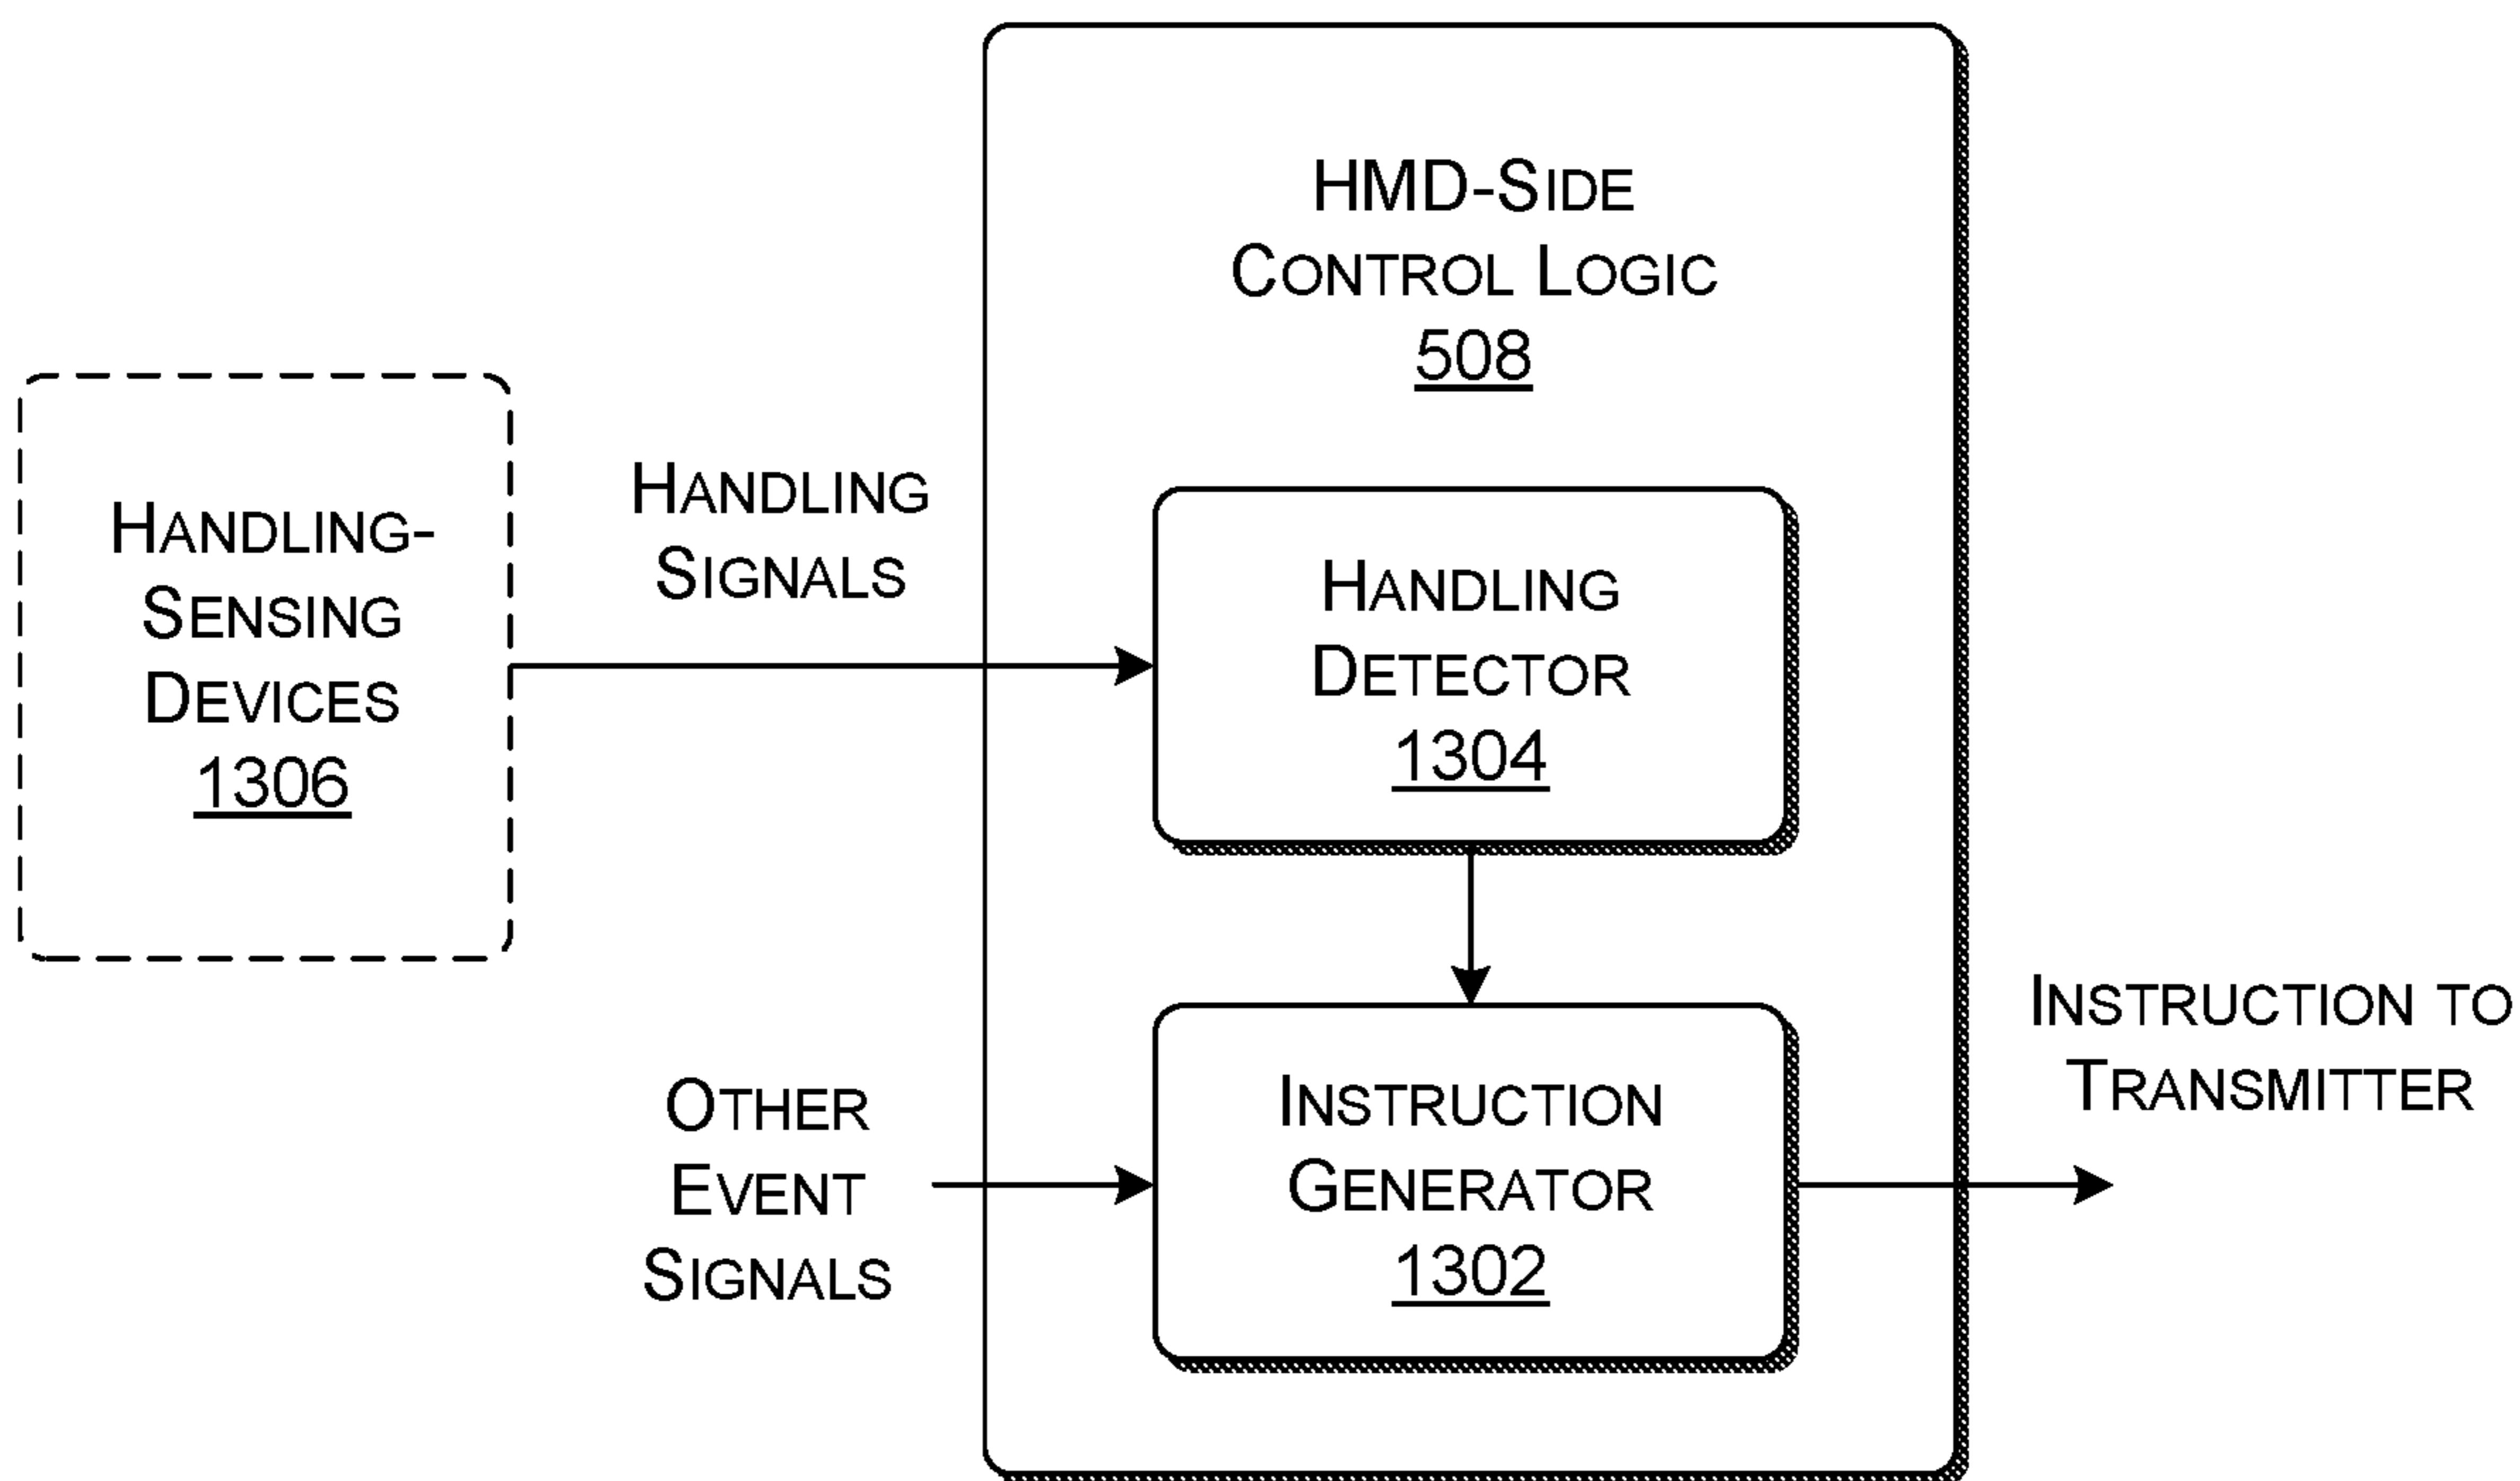 HMD-SIDE
CONTROL LOGIC
508
HANDLING-
SENSING
DEVICES
1306
HANDLING
SIGNALS
HANDLING
DETECTOR
1304
OTHER
EVENT
SIGNALS
INSTRUCTION
GENERATOR
1302
INSTRUCTION TO
TRANSMITTER